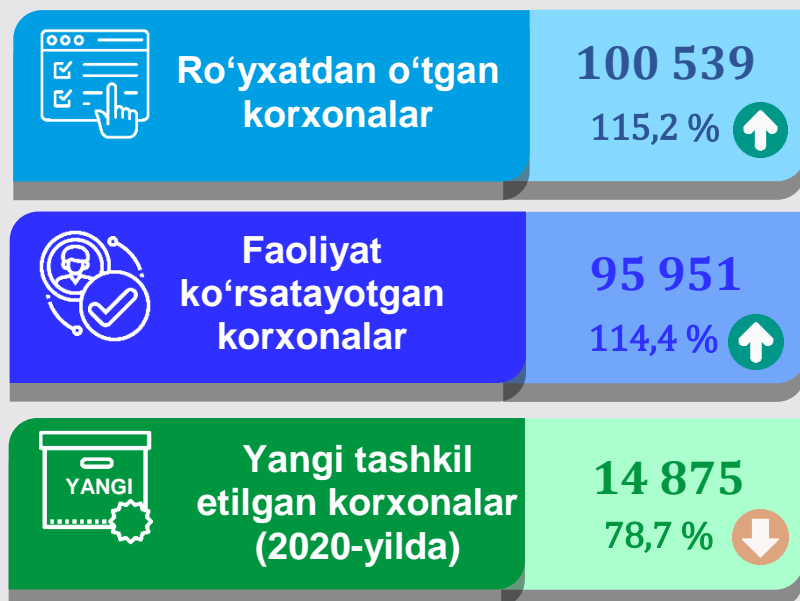 Ro‘yxatdan o‘tgan
korxonalar
100 539
115,2 %
Faoliyat
ko‘rsatayotgan
korxonalar
95 951
114,4 %
YANGI
Yangi tashkil
etilgan korxonalar
(2020-yilda)
14 875
78,7 %